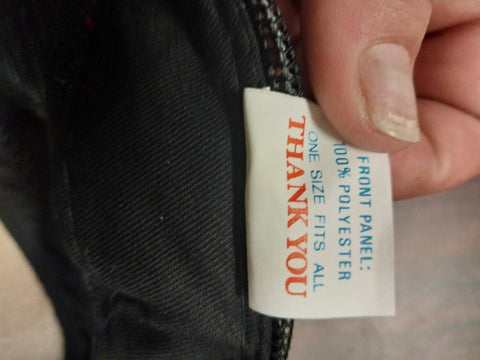 FRONT PANEL:
100% POLYESTER
ONE SIZE FITS ALL
THANK YOU